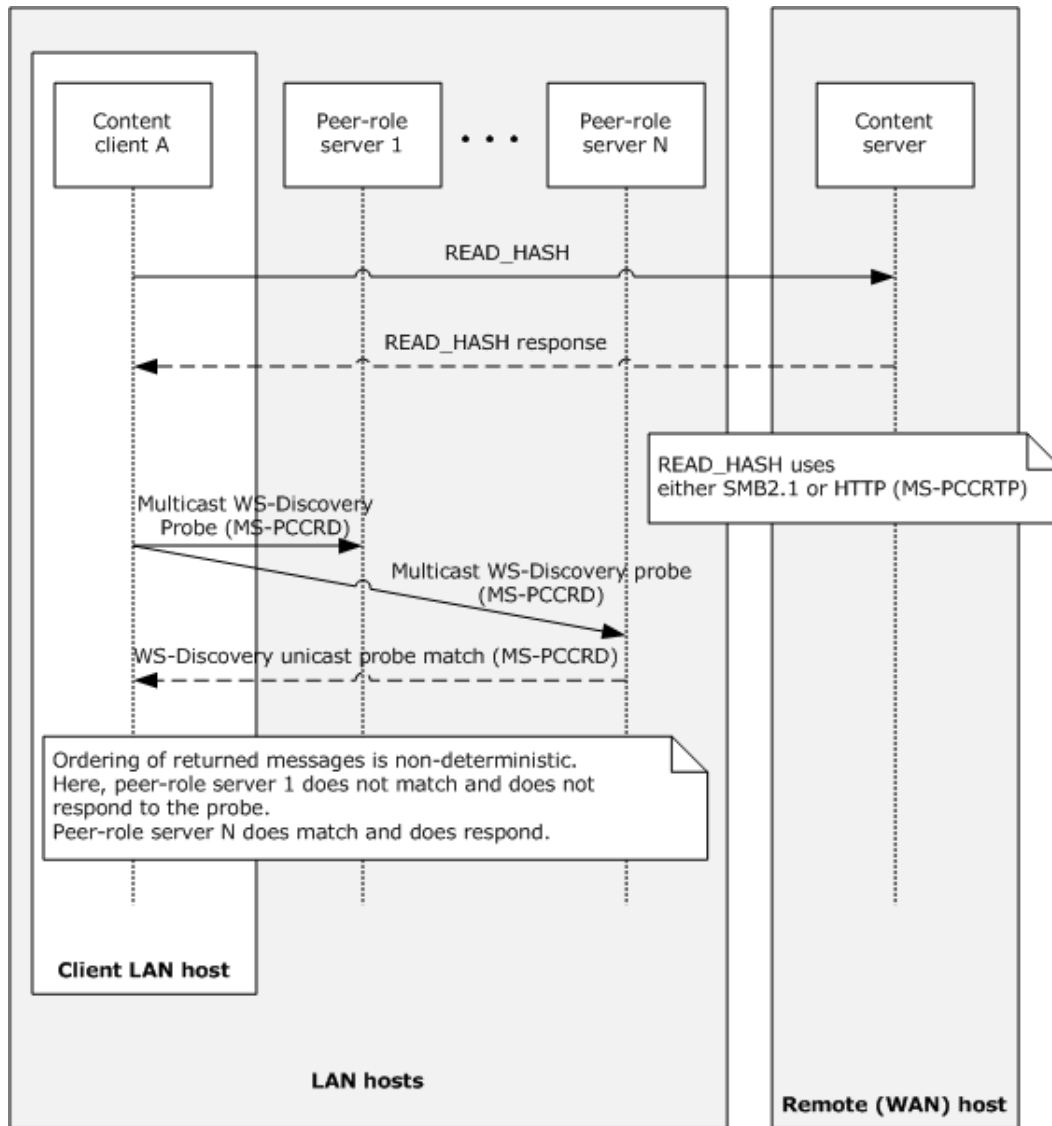 Content
client A
Peer-role
server 1
• • •
Peer-role
server N
Content
server
READ_HASH
READ_HASH response
READ_HASH uses
either SMB2.1 or HTTP (MS-PCCRTP)
Multicast WS-Discovery
Probe (MS-PCCRD)
Multicast WS-Discovery probe
(MS-PCCRD)
WS-Discovery unicast probe match (MS-PCCRD)
Ordering of returned messages is non-deterministic.
Here, peer-role server 1 does not match and does not
respond to the probe.
Peer-role server N does match and does respond.
Client LAN host
LAN hosts
Remote (WAN) host